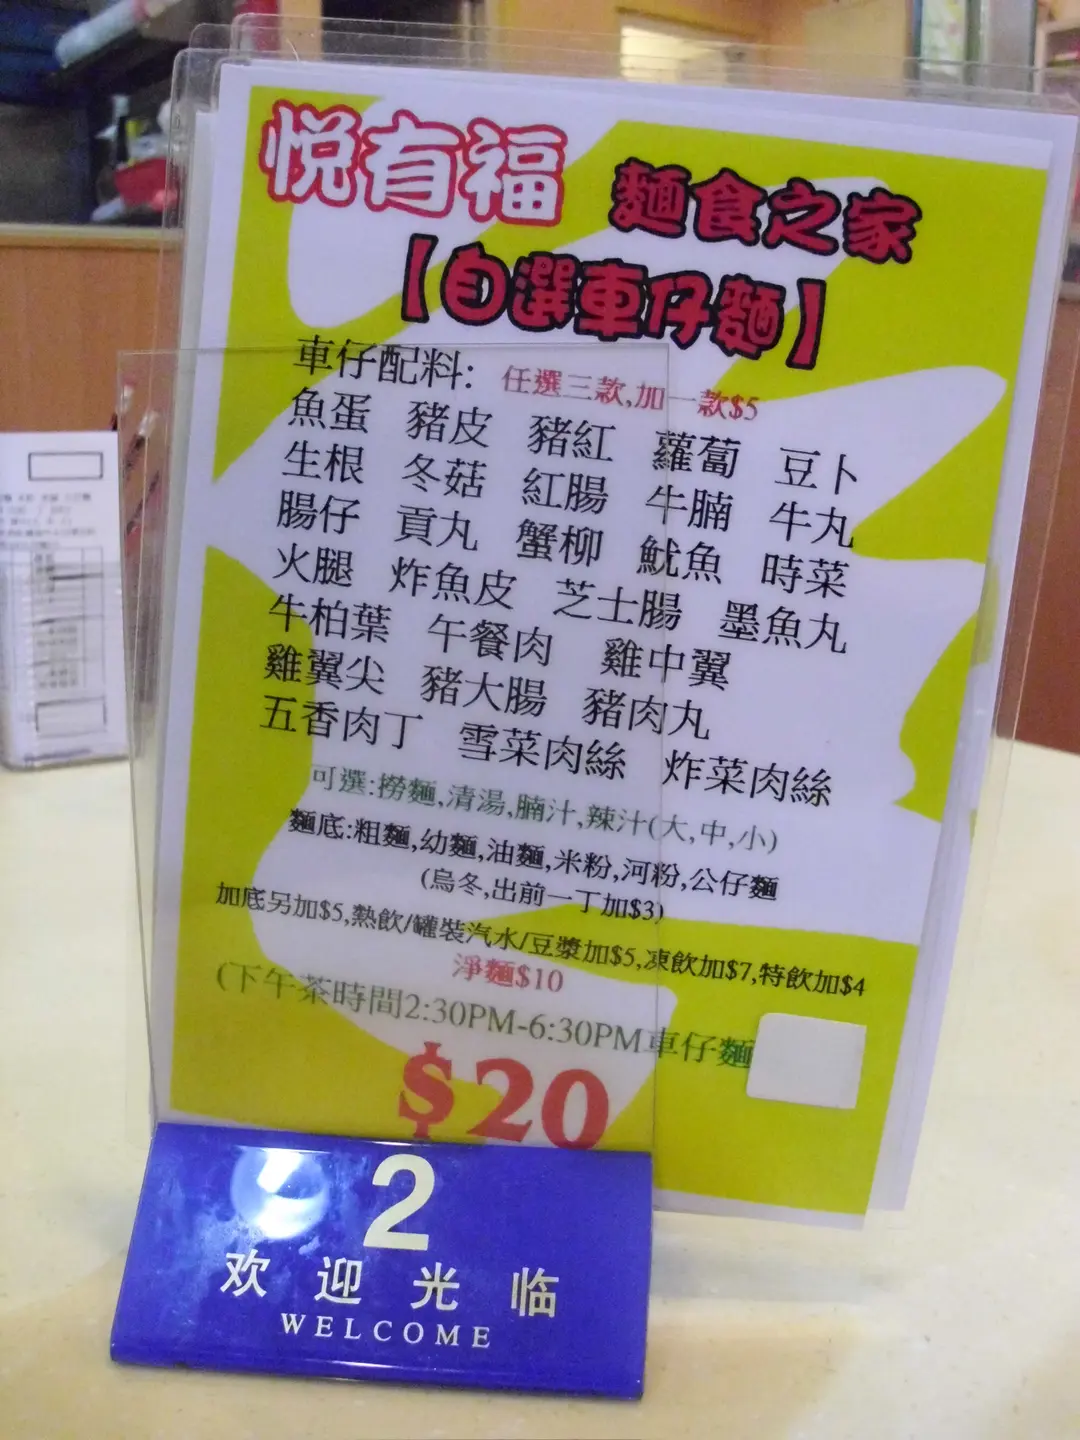 悦有福 麵食之家
【自選車仔麵】
車仔配料: 任選三款,加一款$5
魚蛋 豬皮 豬紅 蘿蔔 豆卜
生根 冬菇 紅腸 牛腩 牛丸
腸仔 貢丸 蟹柳 魷魚 時菜
火腿 炸魚皮 芝士腸 墨魚丸
牛柏葉 午餐肉 雞中翼
雞翼尖 豬大腸 豬肉丸
五香肉丁 雪菜肉絲 炸菜肉絲
可選:撈麵,清湯,腩汁,辣汁(大,中,小)
麵底:粗麵,幼麵,油麵,米粉,河粉,公仔麵
(烏冬,出前一丁加$3)
加底另加$5,熱飲/罐裝汽水/豆漿加$5,凍飲加$7,特飲加$4
淨麵$10
(下午茶時間2:30PM-6:30PM車仔麵
$20
2
欢迎光临
WELCOME